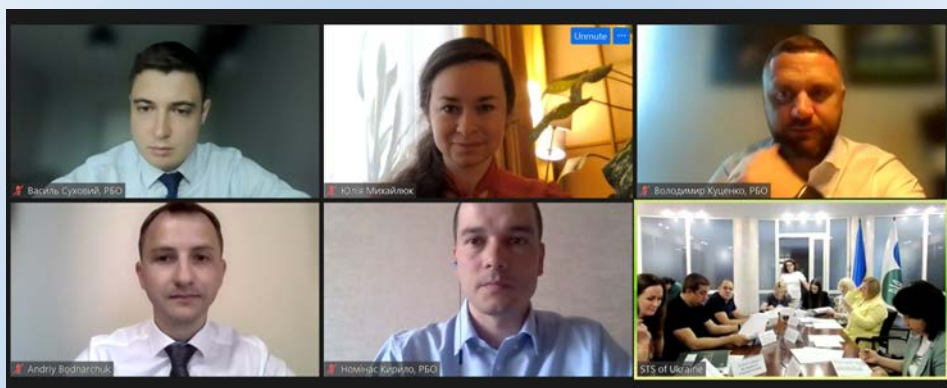 Unmute
Василь Суховий, РБО
Юлія Михайлюк
Володимир Куценко, РБО
Andriy Bodnarchuk
Номінас Кирило, РБО
STS of Ukraine